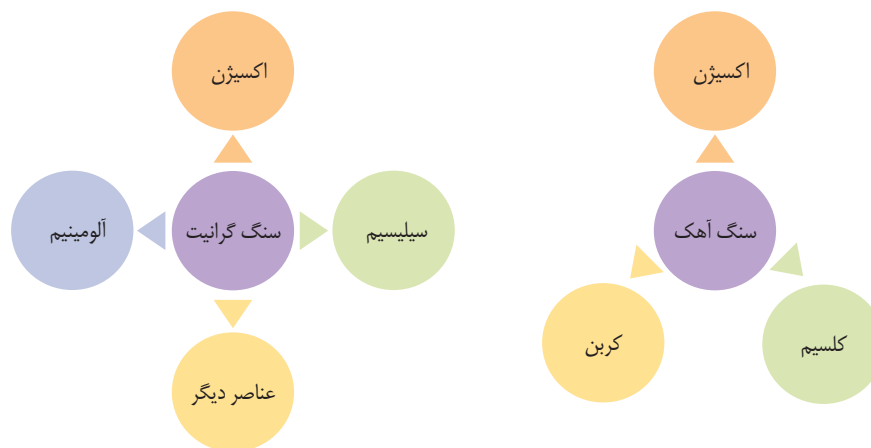 اکسیژن
سنگ آهک
کربن
کلسیم
اکسیژن
آلومینیم
سنگ گرانیت
سیلیسیم
عناصر دیگر